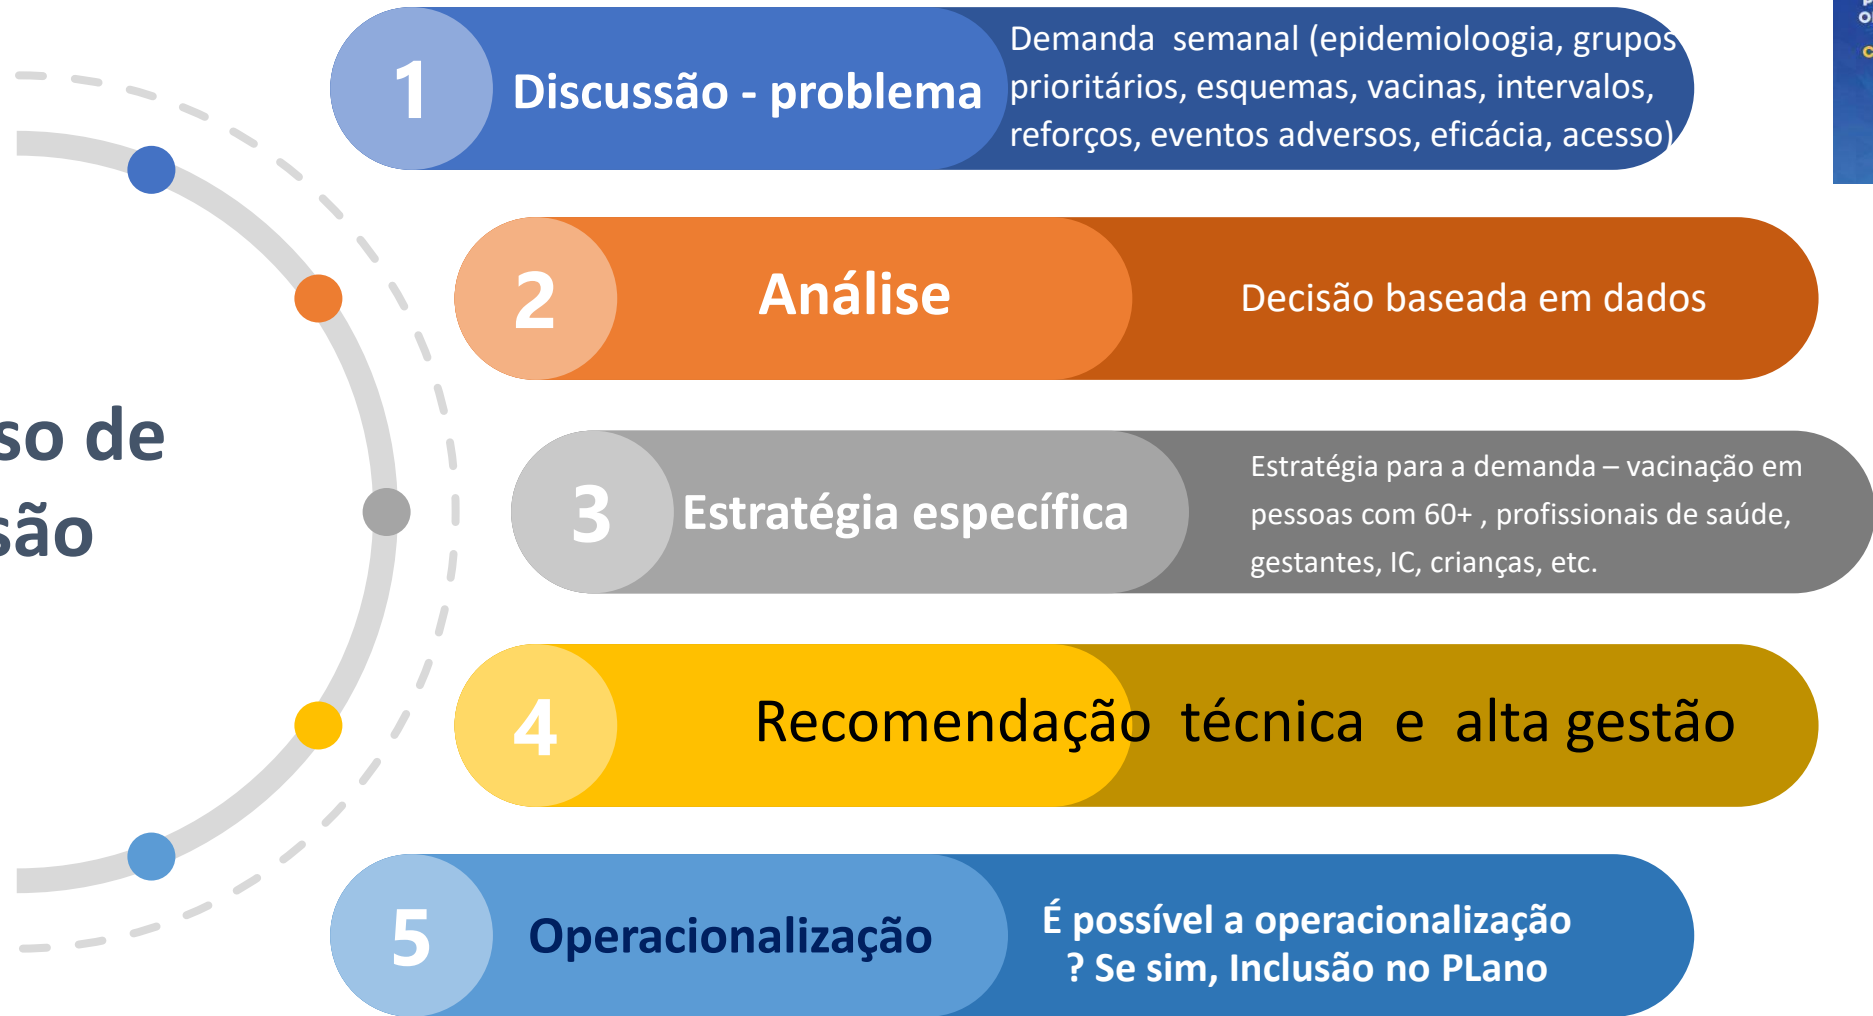 1
Discussão - problema
Demanda semanal (epidemioloogia, grupos
prioritários, esquemas, vacinas, intervalos,
reforços, eventos adversos, eficácia, acesso)
2
Análise
Decisão baseada em dados
so de
são
3
Estratégia específica
Estratégia para a demanda – vacinação em
pessoas com 60+ , profissionais de saúde,
gestantes, IC, crianças, etc.
4
Recomendação técnica e alta gestão
5
Operacionalização
É possível a operacionalização
? Se sim, Inclusão no PLano